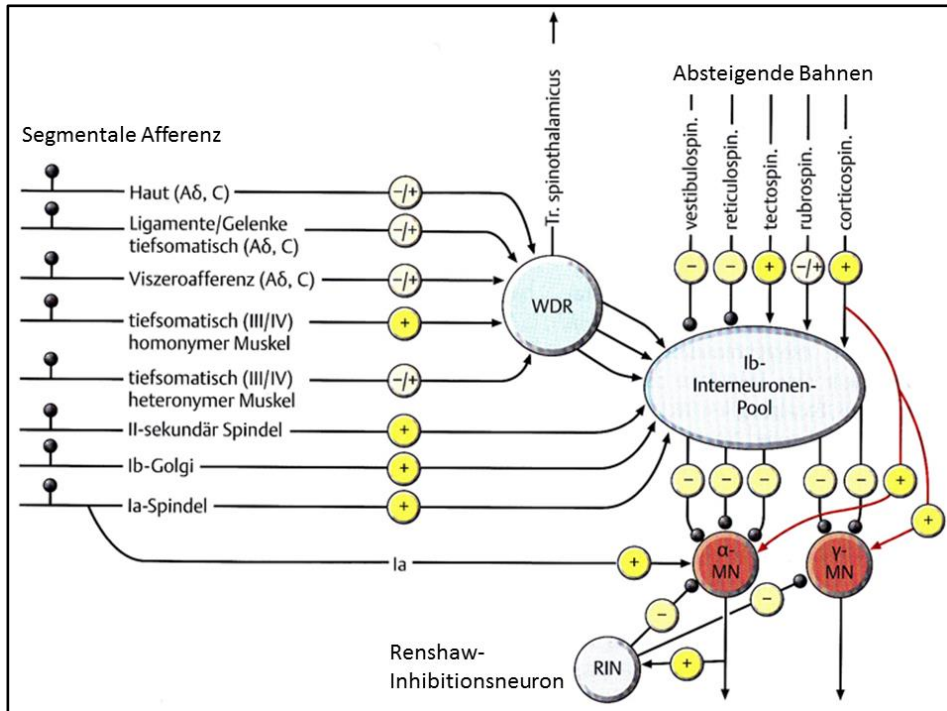 Segmentale Afferenz
Haut (Aδ, C)
−/+
Ligamente/Gelenke
tiefsomatisch (Aδ, C)
−/+
Viszeroafferenz (Aδ, C)
−/+
tiefsomatisch (III/IV)
homonymer Muskel
+
tiefsomatisch (III/IV)
heteronymer Muskel
−/+
II-sekundär Spindel
+
Ib-Golgi
+
Ia-Spindel
+
Ia
+
WDR
Tr. spinothalamicus
Absteigende Bahnen
vestibulospin.
reticulospin.
tectospin.
rubrospin.
corticospin.
−
−
+
−/+
+
Ib-
Interneuronen-
Pool
−
−
−
−
−
+
+
α-
MN
γ-
MN
−
−
+
Renshaw-
Inhibitionsneuron
RIN